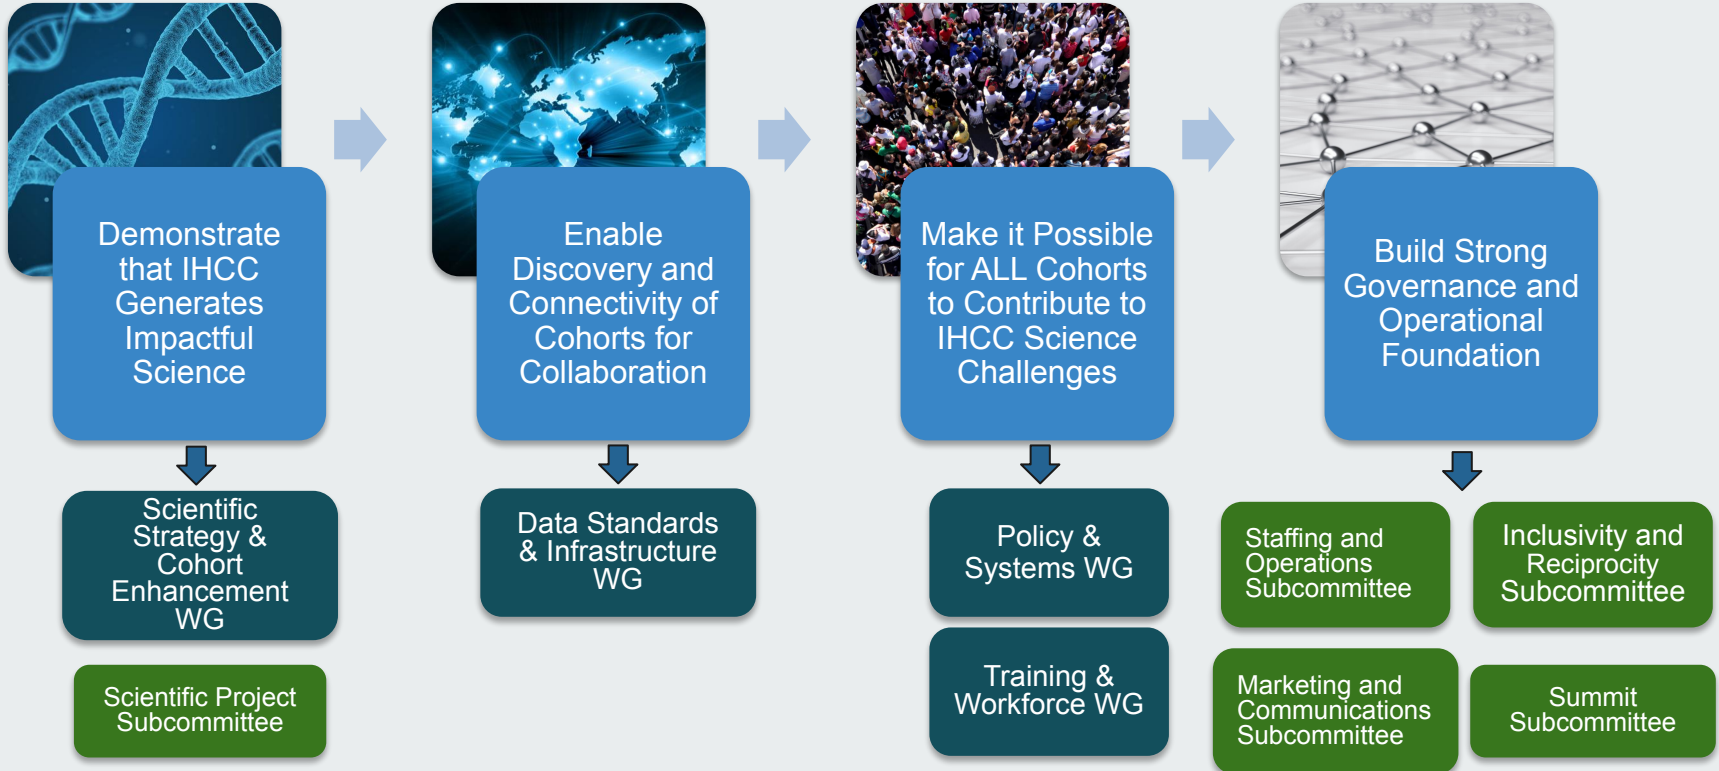 Demonstrate
that IHCC
Generates
Impactful
Science
Enable
Discovery and
Connectivity of
Cohorts for
Collaboration
Make it Possible
for ALL Cohorts
to Contribute to
IHCC Science
Challenges
Build Strong
Governance and
Operational
Foundation
Scientific
Strategy &
Cohort
Enhancement
WG
Scientific Project
Subcommittee
Data Standards
& Infrastructure
WG
Policy &
Systems WG
Training &
Workforce WG
Staffing and
Operations
Subcommittee
Inclusivity and
Reciprocity
Subcommittee
Marketing and
Communications
Subcommittee
Summit
Subcommittee